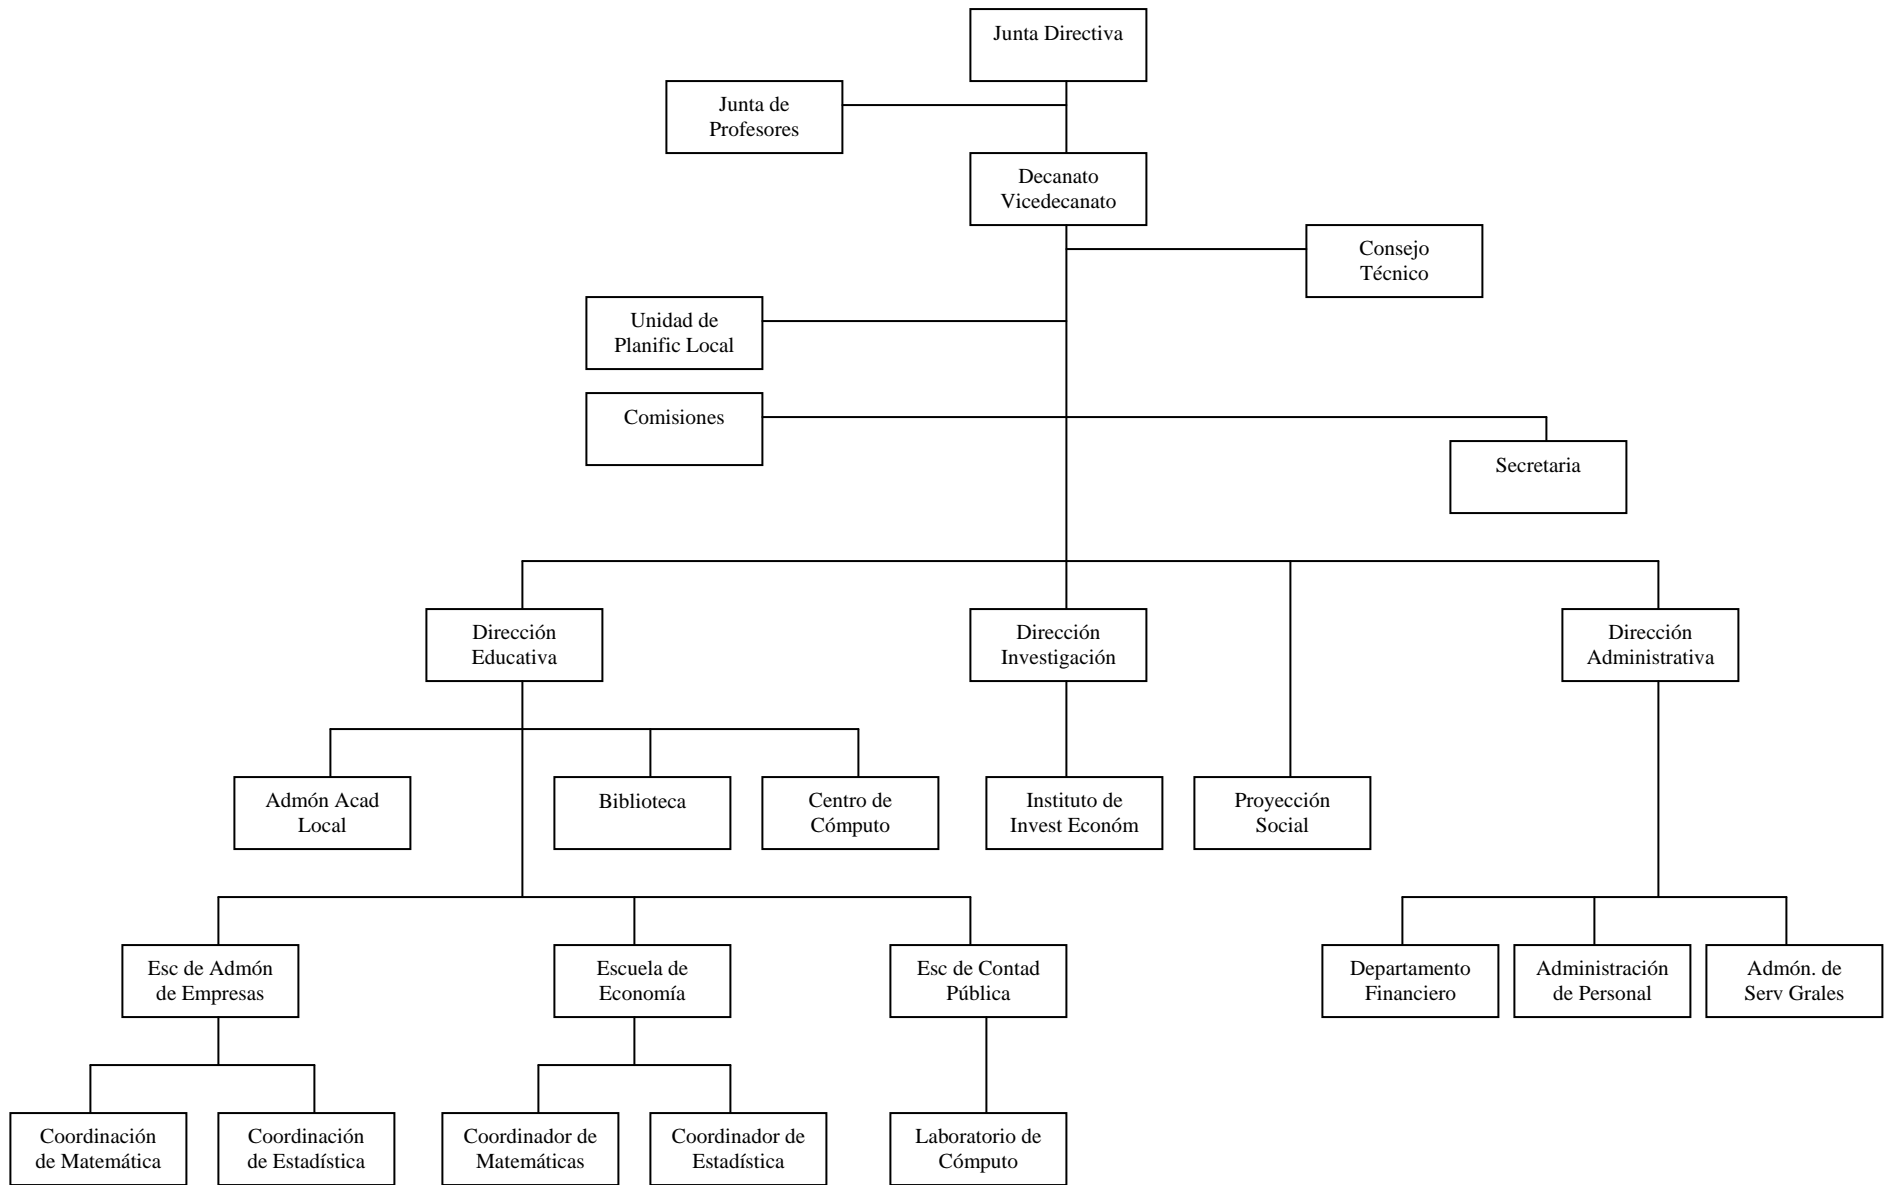 Junta Directiva
Junta de
Profesores
Decanato
Vicedecanato
Consejo
Técnico
Unidad de
Planific Local
Comisiones
Secretaria
Dirección
Educativa
Dirección
Investigación
Dirección
Administrativa
Admón Acad
Local
Biblioteca
Centro de
Cómputo
Instituto de
Invest Económ
Proyección
Social
Esc de Admón
de Empresas
Escuela de
Economía
Esc de Contad
Pública
Departamento
Financiero
Administración
de Personal
Admón. de
Serv Grales
Coordinación
de Matemática
Coordinación
de Estadística
Coordinador de
Matemáticas
Coordinador de
Estadística
Laboratorio de
Cómputo